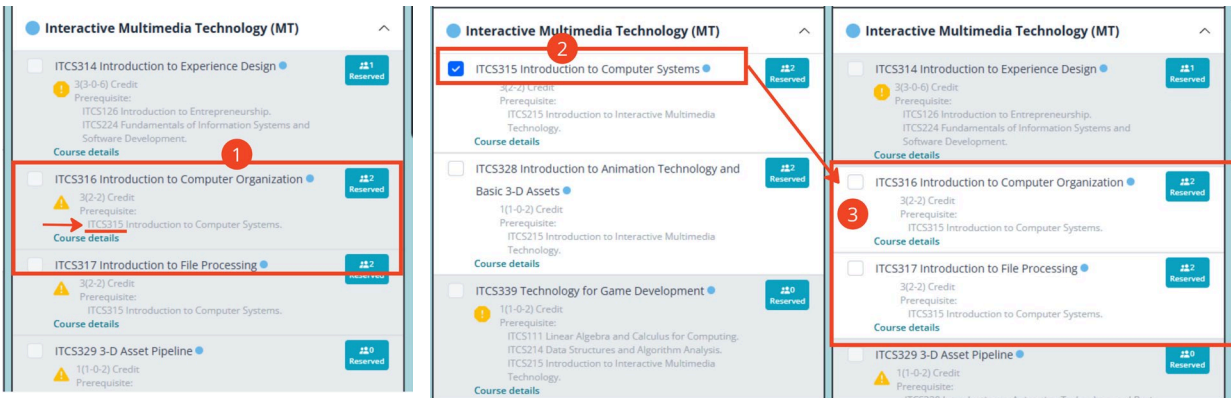 Interactive Multimedia Technology (MT)
ITCS314 Introduction to Experience Design
1
Reserved
3(3-0-6) Credit
Prerequisite:
ITCS126 Introduction to Entrepreneurship.
ITCS224 Fundamentals of Information Systems and
Software Development.
Course details
1
ITCS316 Introduction to Computer Organization
2
Reserved
3(2-2) Credit
Prerequisite:
ITCS315 Introduction to Computer Systems.
Course details
ITCS317 Introduction to File Processing
2
Reserved
3(2-2) Credit
Prerequisite:
ITCS315 Introduction to Computer Systems.
Course details
ITCS329 3-D Asset Pipeline
0
Reserved
1(1-0-2) Credit
Prerequisite:
Interactive Multimedia Technology (MT)
2
ITCS315 Introduction to Computer Systems
2
Reserved
3(2-2) Credit
Prerequisite:
ITCS215 Introduction to Interactive Multimedia
Technology.
Course details
ITCS328 Introduction to Animation Technology and
Basic 3-D Assets
2
Reserved
1(1-0-2) Credit
Prerequisite:
ITCS215 Introduction to Interactive Multimedia
Technology.
Course details
ITCS339 Technology for Game Development
0
Reserved
1(1-0-2) Credit
Prerequisite:
ITCS111 Linear Algebra and Calculus for Computing.
ITCS214 Data Structures and Algorithm Analysis.
ITCS215 Introduction to Interactive Multimedia
Technology.
Course details
Interactive Multimedia Technology (MT)
ITCS314 Introduction to Experience Design
1
Reserved
3(3-0-6) Credit
Prerequisite:
ITCS126 Introduction to Entrepreneurship.
ITCS224 Fundamentals of Information Systems and
Software Development.
Course details
ITCS316 Introduction to Computer Organization
2
Reserved
3
3(2-2) Credit
Prerequisite:
ITCS315 Introduction to Computer Systems.
Course details
ITCS317 Introduction to File Processing
2
Reserved
3(2-2) Credit
Prerequisite:
ITCS315 Introduction to Computer Systems.
Course details
ITCS329 3-D Asset Pipeline
0
Reserved
1(1-0-2) Credit
Prerequisite: